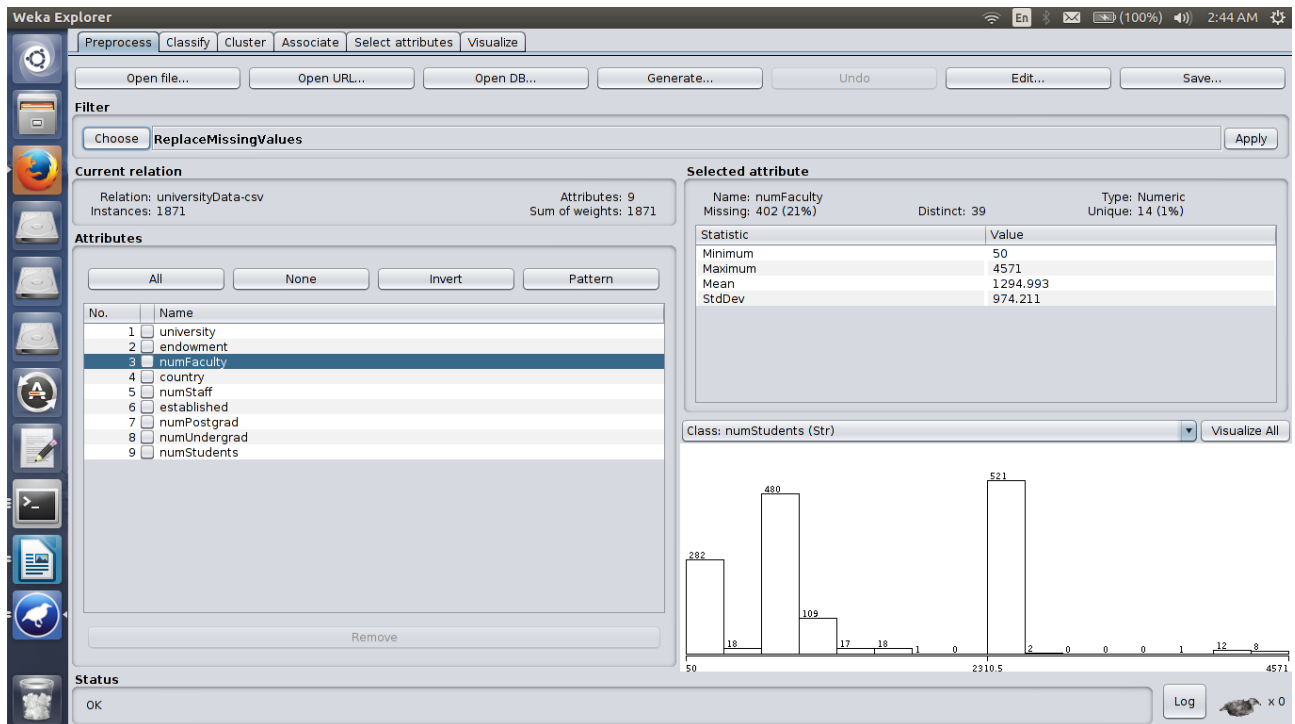 Weka Explorer En (100%) 2:44 AM
Preprocess Classify Cluster Associate Select attributes Visualize
Open file... Open URL... Open DB... Generate... Undo Edit... Save...
Filter
Choose ReplaceMissingValues Apply
Current relation
Relation: universityData-csv Attributes: 9
Instances: 1871 Sum of weights: 1871
Attributes
All None Invert Pattern
No. Name
1 university
2 endowment
3 numFaculty
4 country
5 numStaff
6 established
7 numPostgrad
8 numUndergrad
9 numStudents
Remove
Selected attribute
Name: numFaculty Type: Numeric
Missing: 402 (21%) Distinct: 39 Unique: 14 (1%)
Statistic Value
Minimum 50
Maximum 4571
Mean 1294.993
StdDev 974.211
Class: numStudents (Str) Visualize All
282 18 480 109 17 18 1 0 521 2 0 0 0 1 12 8
50 2310.5 4571
Status
OK Log x 0